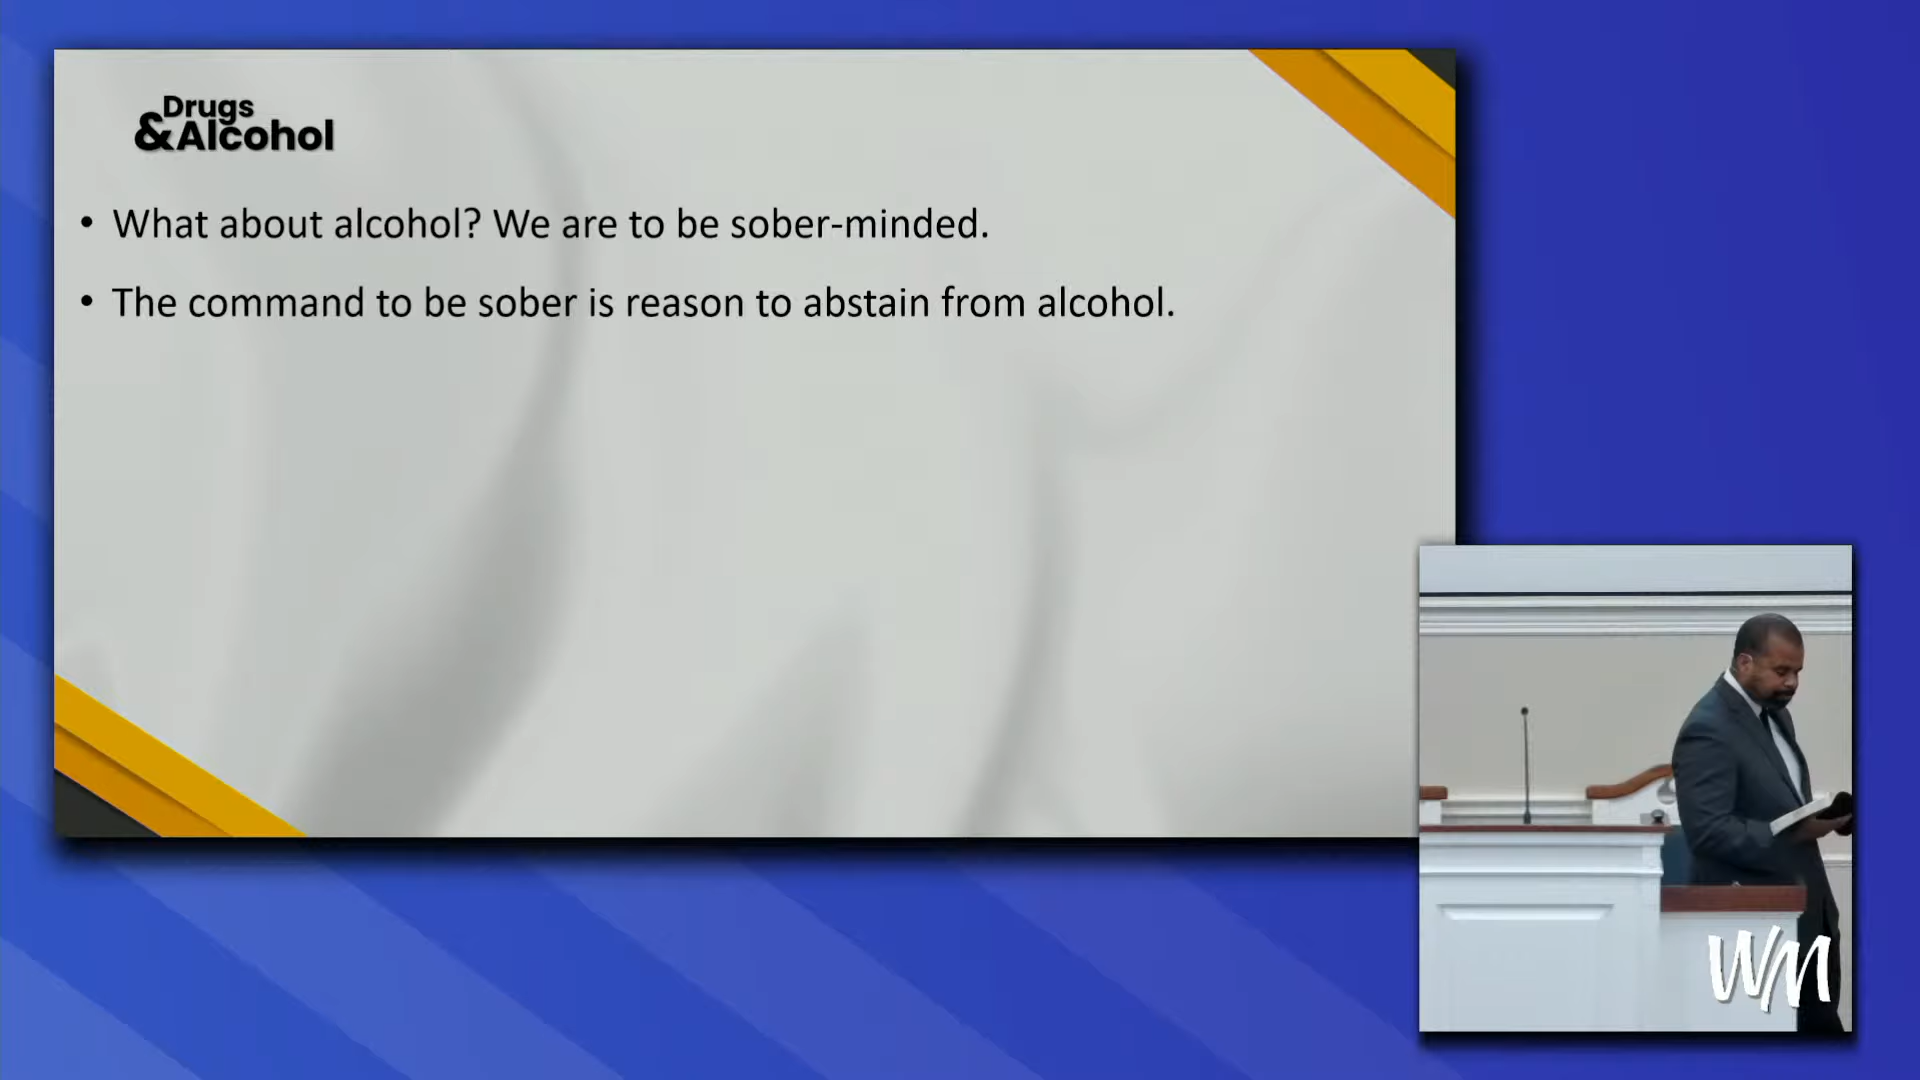 Drugs
&Alcohol
• What about alcohol? We are to be sober-minded.
• The command to be sober is reason to abstain from alcohol.
WM